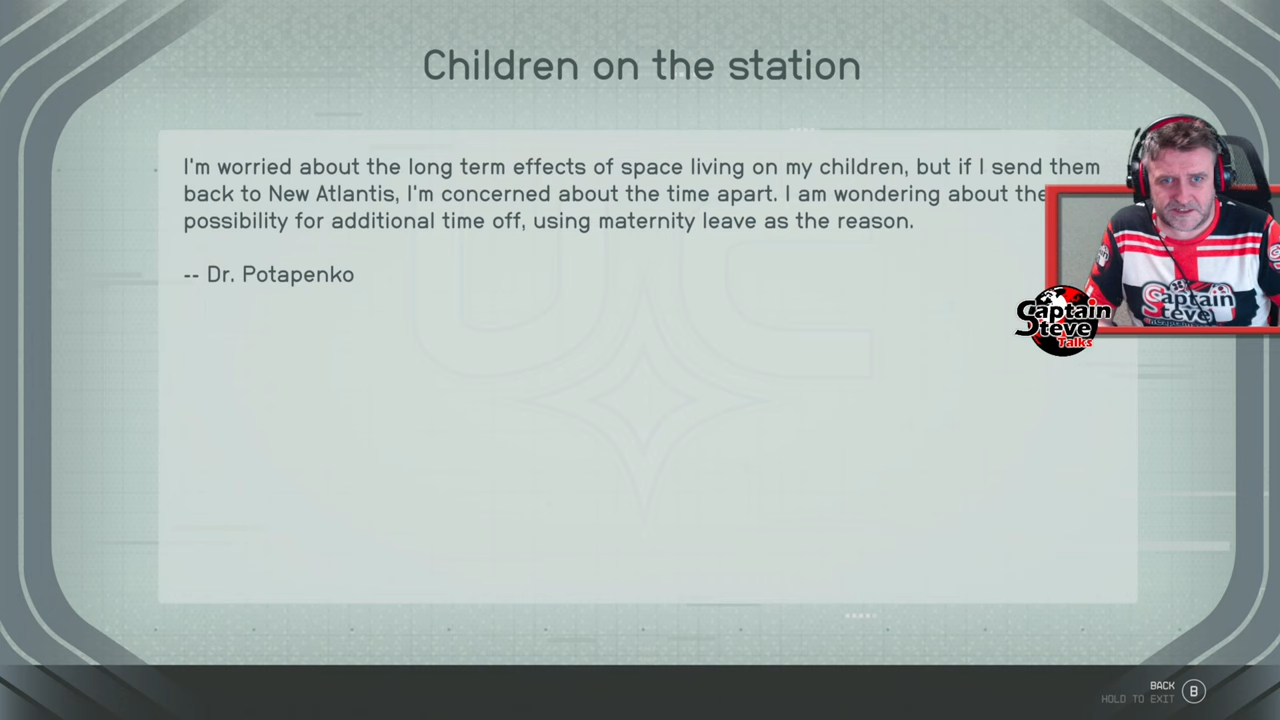 Children on the station
I'm worried about the long term effects of space living on my children, but if I send them
back to New Atlantis, I'm concerned about the time apart. I am wondering about the
possibility for additional time off, using maternity leave as the reason.
-- Dr. Potapenko
Captain
Steve
Captain
Steve
Talks
BACK
HOLD TO EXIT
B